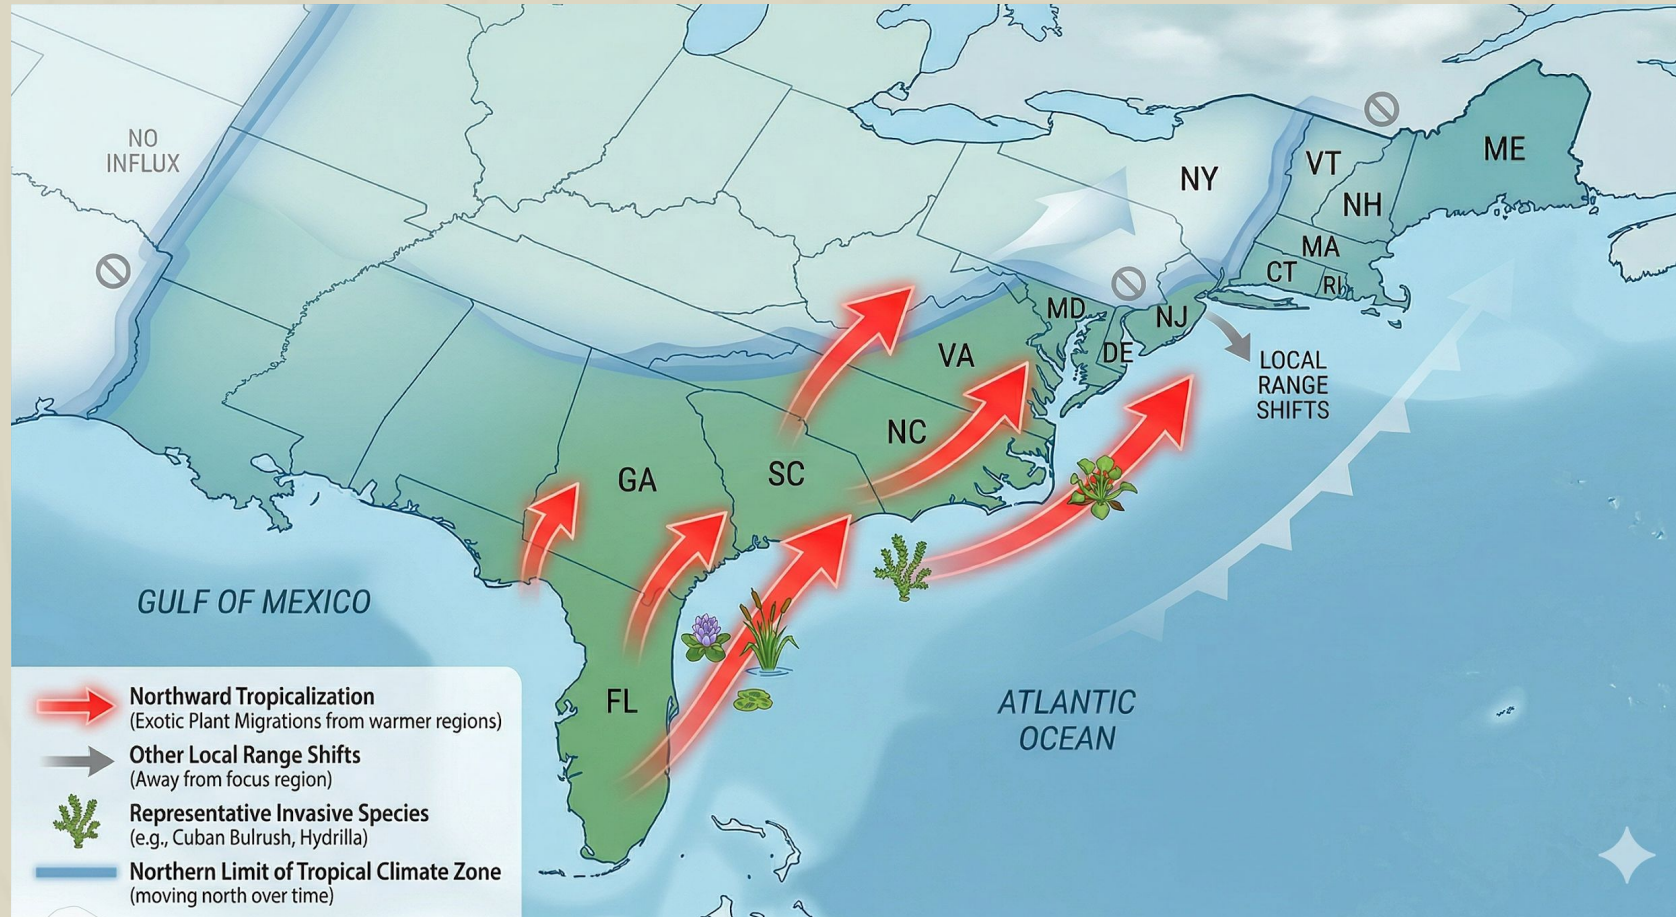 NO
INFLUX
NY
VT
NH
ME
MA
CT
RI
MD
NJ
DE
VA
LOCAL
RANGE
SHIFTS
NC
SC
GA
FL
GULF OF MEXICO
ATLANTIC
OCEAN
Northward Tropicalization
(Exotic Plant Migrations from warmer regions)
Other Local Range Shifts
(Away from focus region)
Representative Invasive Species
(e.g., Cuban Bulrush, Hydrilla)
Northern Limit of Tropical Climate Zone
(moving north over time)